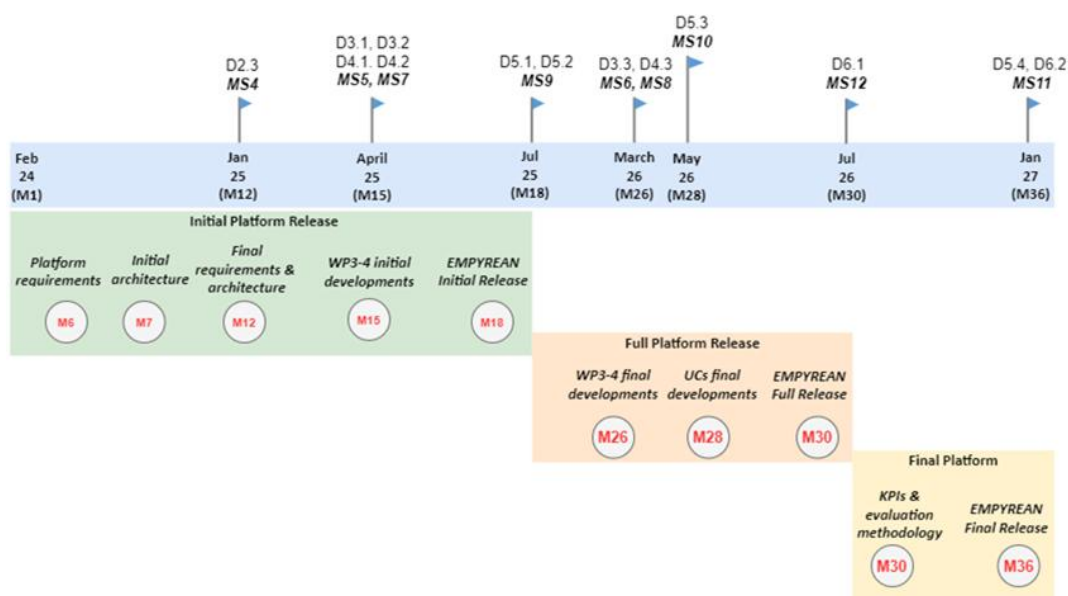 D2.3
MS4
D3.1, D3.2
D4.1. D4.2
MS5, MS7
D5.1, D5.2
MS9
D3.3, D4.3
MS6, MS8
D5.3
MS10
D6.1
MS12
D5.4, D6.2
MS11
Feb
24
(M1)
Jan
25
(M12)
April
25
(M15)
Jul
25
(M18)
March
26
(M26)
May
26
(M28)
Jul
26
(M30)
Jan
27
(M36)
Initial Platform Release
Platform
requirements
M6
Initial
architecture
M7
Final
requirements &
architecture
M12
WP3-4 initial
developments
M15
EMPYREAN
Initial Release
M18
Full Platform Release
WP3-4 final
developments
M26
UCs final
developments
M28
EMPYREAN
Full Release
M30
Final Platform
KPIs &
evaluation
methodology
M30
EMPYREAN
Final Release
M36